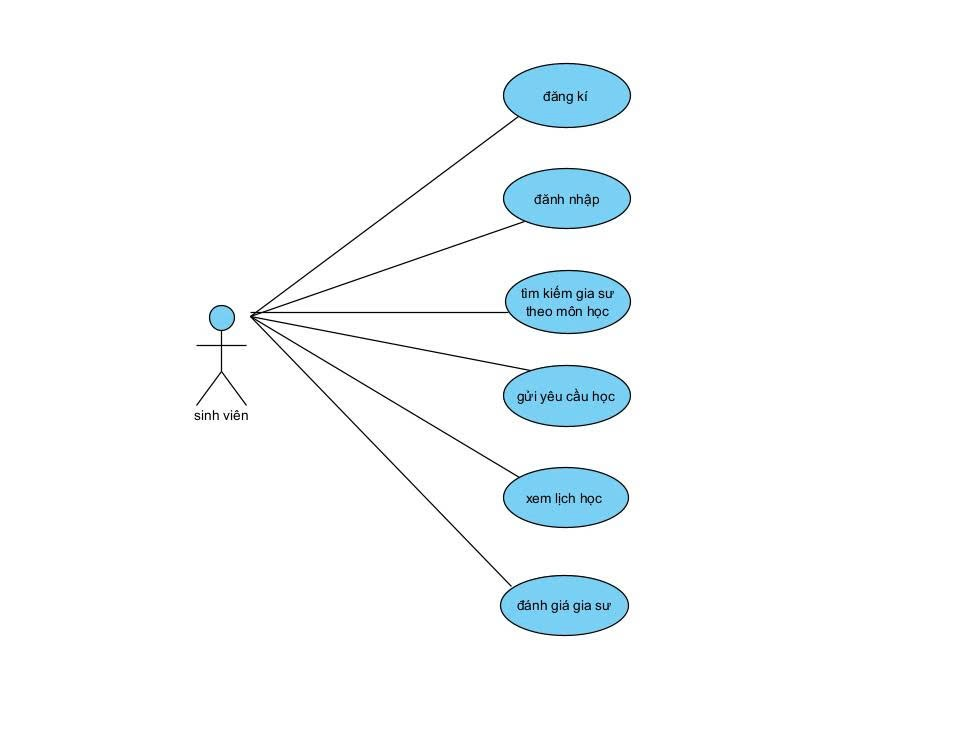 đăng kí
đănh nhập
tìm kiếm gia sư
theo môn học
gửi yêu cầu học
sinh viên
xem lịch học
đánh giá gia sư